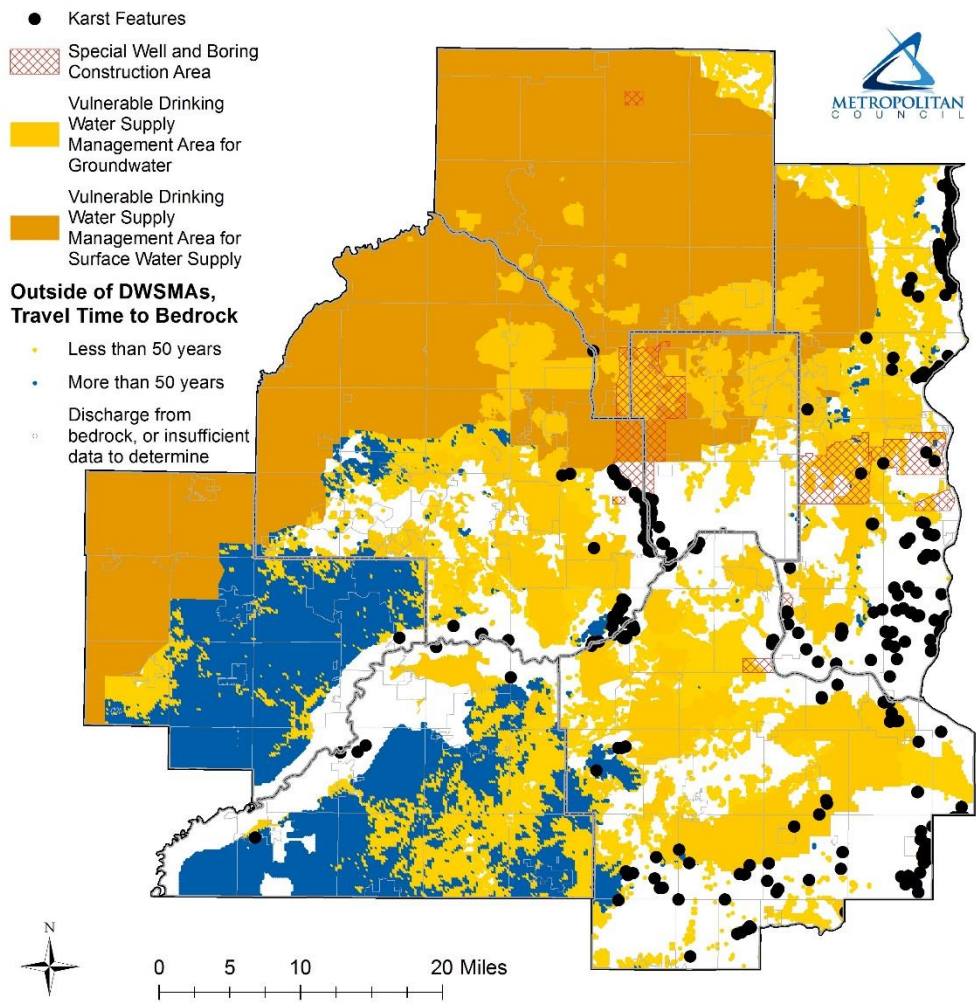 Karst Features
Special Well and Boring
Construction Area
Vulnerable Drinking
Water Supply
Management Area for
Groundwater
Vulnerable Drinking
Water Supply
Management Area for
Surface Water Supply
Outside of DWSMAs,
Travel Time to Bedrock
Less than 50 years
More than 50 years
Discharge from
bedrock, or insufficient
data to determine
METROPOLITAN
COUNCIL
N
0 5 10 20 Miles